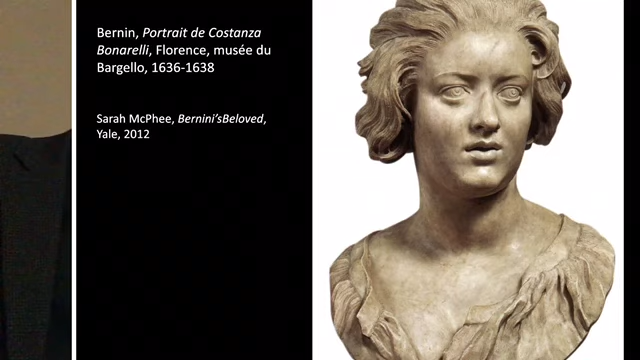 Bernin, Portrait de Costanza
Bonarelli, Florence, musée du
Bargello, 1636-1638
Sarah McPhee, Bernini'sBeloved,
Yale, 2012